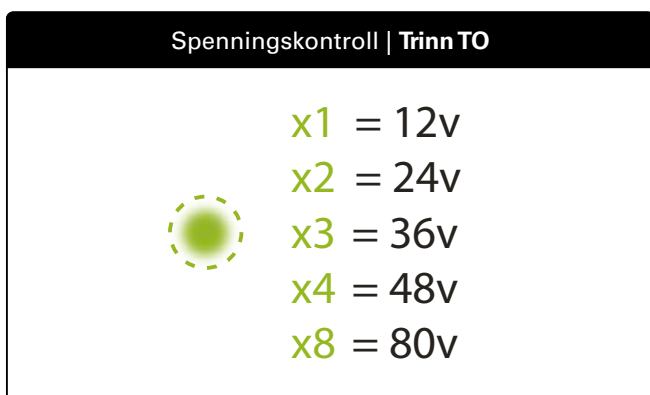 Spenningskontroll | Trinn TO
x1 = 12v
x2 = 24v
x3 = 36v
x4 = 48v
x8 = 80v